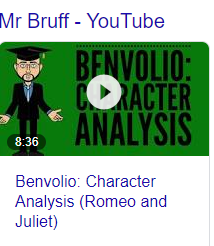 Mr Bruff - YouTube
BENVOLIO:
CHARACTER
ANALYSIS
8:36
Benvolio: Character
Analysis (Romeo and
Juliet)